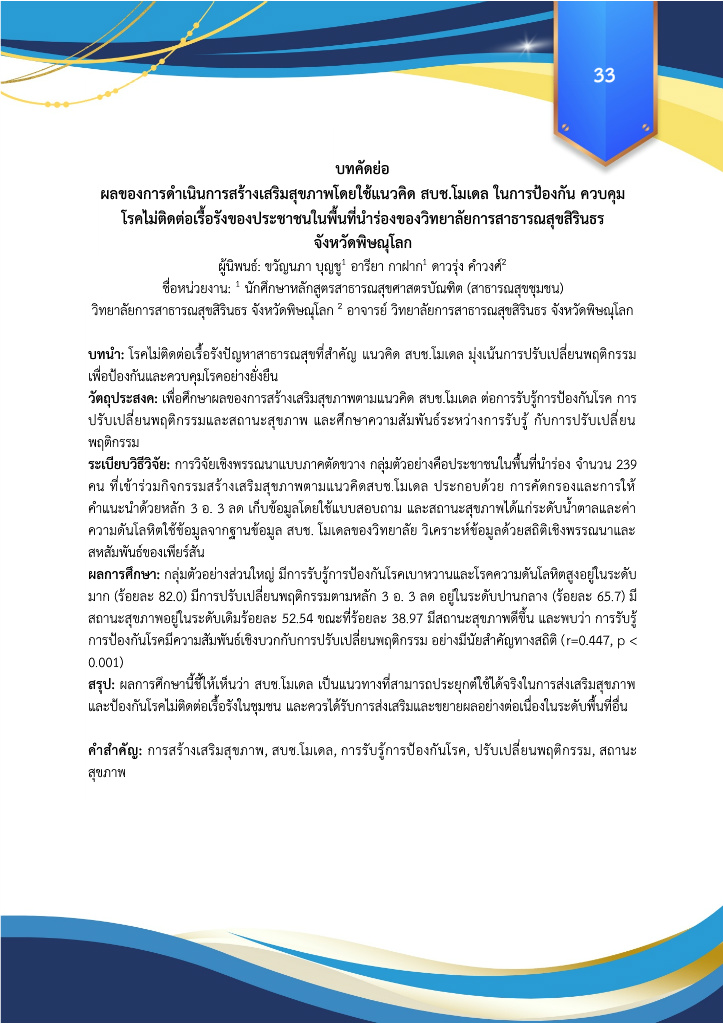 33
บทคัดย่อ
ผลของการดำเนินการสร้างเสริมสุขภาพโดยใช้แนวคิด สบช.โมเดล ในการป้องกัน ควบคุม
โรคไม่ติดต่อเรื้อรังของประชาชนในพื้นที่นำร่องของวิทยาลัยการสาธารณสุขสิรินธร
จังหวัดพิษณุโลก
ผู้นิพนธ์: ขวัญนภา บุญชู¹ อารียา กาฝาก¹ ดาวรุ่ง คำวงศ์²
ชื่อหน่วยงาน: ¹ นักศึกษาหลักสูตรสาธารณสุขศาสตรบัณฑิต (สาธารณสุขชุมชน)
วิทยาลัยการสาธารณสุขสิรินธร จังหวัดพิษณุโลก ² อาจารย์ วิทยาลัยการสาธารณสุขสิรินธร จังหวัดพิษณุโลก
บทนำ: โรคไม่ติดต่อเรื้อรังปัญหาสาธารณสุขที่สำคัญ แนวคิด สบช.โมเดล มุ่งเน้นการปรับเปลี่ยนพฤติกรรม
เพื่อป้องกันและควบคุมโรคอย่างยั่งยืน
วัตถุประสงค: เพื่อศึกษาผลของการสร้างเสริมสุขภาพตามแนวคิด สบช.โมเดล ต่อการรับรู้การป้องกันโรค การ
ปรับเปลี่ยนพฤติกรรมและสถานะสุขภาพ และศึกษาความสัมพันธ์ระหว่างการรับรู้ กับการปรับเปลี่ยน
พฤติกรรม
ระเบียบวิธีวิจัย: การวิจัยเชิงพรรณนาแบบภาคตัดขวาง กลุ่มตัวอย่างคือประชาชนในพื้นที่นำร่อง จำนวน 239
คน ที่เข้าร่วมกิจกรรมสร้างเสริมสุขภาพตามแนวคิดสบช.โมเดล ประกอบด้วย การคัดกรองและการให้
คำแนะนำด้วยหลัก 3 อ. 3 ลด เก็บข้อมูลโดยใช้แบบสอบถาม และสถานะสุขภาพได้แก่ระดับน้ำตาลและค่า
ความดันโลหิตใช้ข้อมูลจากฐานข้อมูล สบช. โมเดลของวิทยาลัย วิเคราะห์ข้อมูลด้วยสถิติเชิงพรรณนาและ
สหสัมพันธ์ของเพียร์สัน
ผลการศึกษา: กลุ่มตัวอย่างส่วนใหญ่ มีการรับรู้การป้องกันโรคเบาหวานและโรคความดันโลหิตสูงอยู่ในระดับ
มาก (ร้อยละ 82.0) มีการปรับเปลี่ยนพฤติกรรมตามหลัก 3 อ. 3 ลด อยู่ในระดับปานกลาง (ร้อยละ 65.7) มี
สถานะสุขภาพอยู่ในระดับเดิมร้อยละ 52.54 ขณะที่ร้อยละ 38.97 มีสถานะสุขภาพดีขึ้น และพบว่า การรับรู้
การป้องกันโรคมีความสัมพันธ์เชิงบวกกับการปรับเปลี่ยนพฤติกรรม อย่างมีนัยสำคัญทางสถิติ (r=0.447, p <
0.001)
สรุป: ผลการศึกษานี้ชี้ให้เห็นว่า สบช.โมเดล เป็นแนวทางที่สามารถประยุกต์ใช้ได้จริงในการส่งเสริมสุขภาพ
และป้องกันโรคไม่ติดต่อเรื้อรังในชุมชน และควรได้รับการส่งเสริมและขยายผลอย่างต่อเนื่องในระดับพื้นที่อื่น
คำสำคัญ: การสร้างเสริมสุขภาพ, สบช.โมเดล, การรับรู้การป้องกันโรค, ปรับเปลี่ยนพฤติกรรม, สถานะ
สุขภาพ